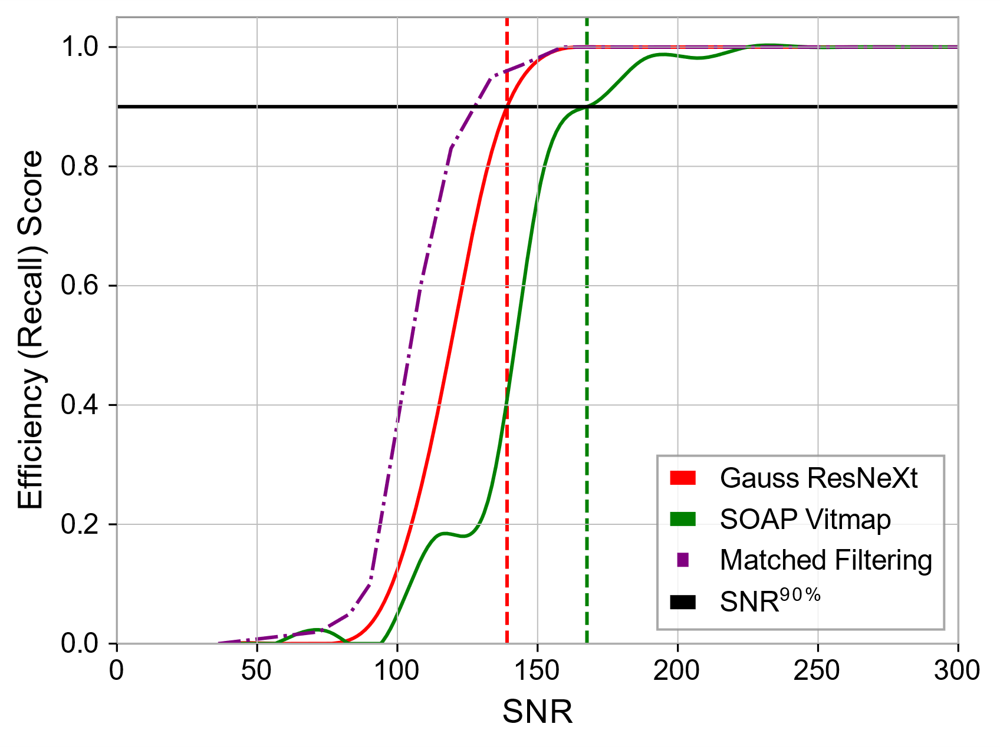 Efficiency (Recall) Score
1.0
0.8
0.6
0.4
0.2
0.0
0 50 100 150 200 250 300
SNR
Gauss ResNeXt
SOAP Vitmap
Matched Filtering
SNR⁹⁰%